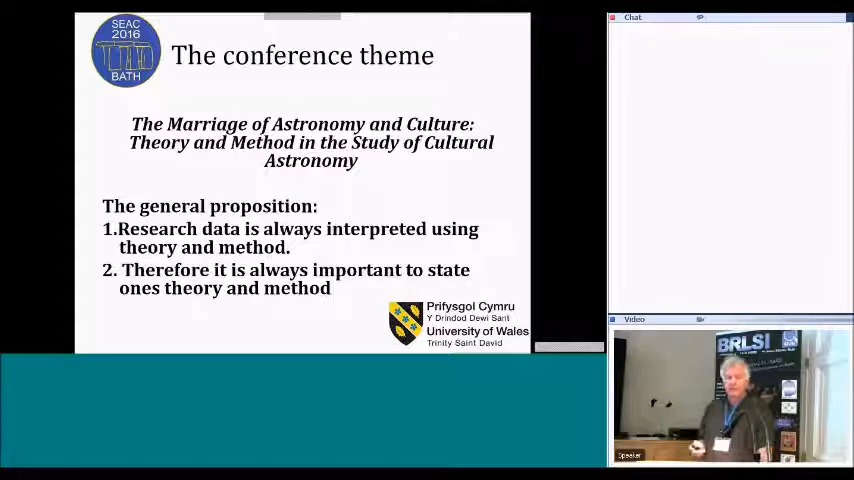 SEAC
2016
BATH
The conference theme
The Marriage of Astronomy and Culture:
Theory and Method in the Study of Cultural
Astronomy
The general proposition:
1.Research data is always interpreted using
theory and method.
2. Therefore it is always important to state
ones theory and method
Prifysgol Cymru
Y Drindod Dewi Sant
University of Wales
Trinity Saint David
Chat
Video
BRLSI
Speaker